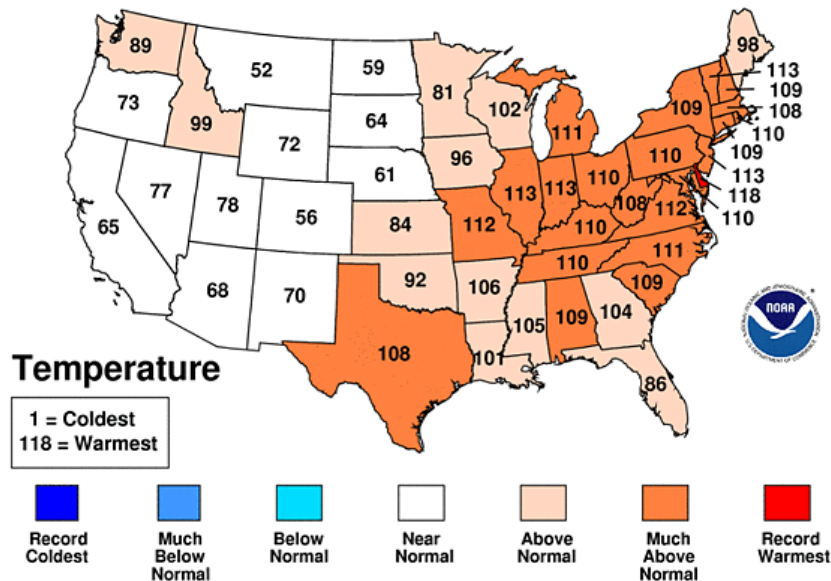 89
52
59
81
98
113
109
73
99
64
102
111
109
108
110
72
96
110
109
77
61
113
113
110
113
118
65
78
56
84
112
108
112
110
110
111
68
70
92
106
110
109
105
109
104
108
101
86
NOAA
Temperature
1 = Coldest
118 = Warmest
Record
Coldest
Much
Below
Normal
Below
Normal
Near
Normal
Above
Normal
Much
Above
Normal
Record
Warmest